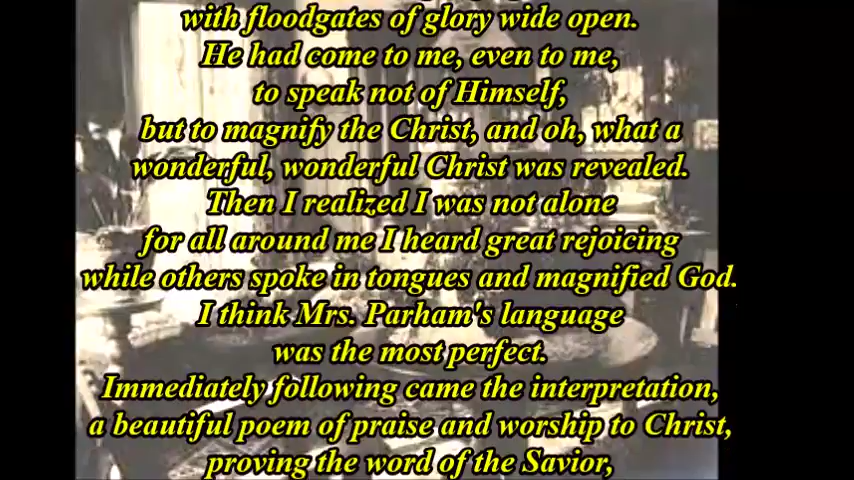 with floodgates of glory wide open.
He had come to me, even to me,
to speak not of Himself,
but to magnify the Christ, and oh, what a
wonderful, wonderful Christ was revealed.
Then I realized I was not alone
for all around me I heard great rejoicing
while others spoke in tongues and magnified God.
I think Mrs. Parham's language
was the most perfect.
Immediately following came the interpretation,
a beautiful poem of praise and worship to Christ,
proving the word of the Savior,